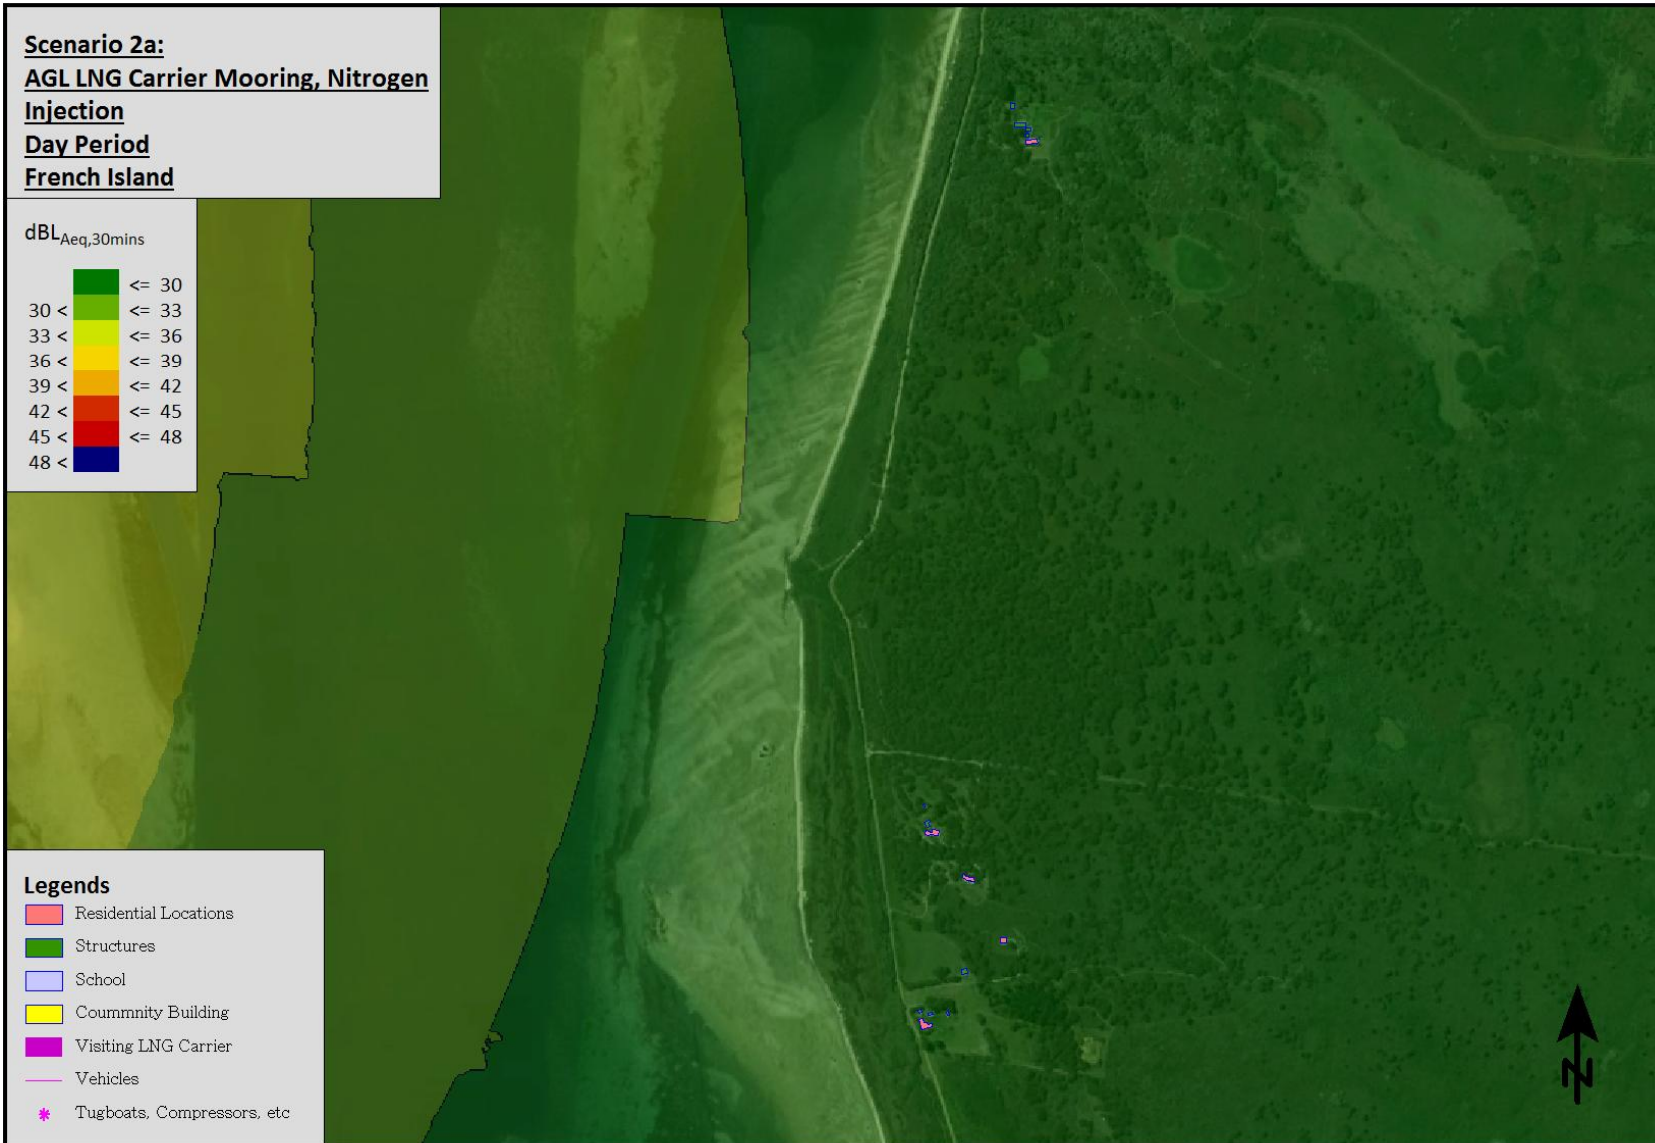 Scenario 2a:
AGL LNG Carrier Mooring, Nitrogen
Injection
Day Period
French Island
dBLAeq,30mins
<= 30
30 < <= 33
33 < <= 36
36 < <= 39
39 < <= 42
42 < <= 45
45 < <= 48
48 <
Legends
Residential Locations
Structures
School
Coummnity Building
Visiting LNG Carrier
Vehicles
Tugboats, Compressors, etc
N